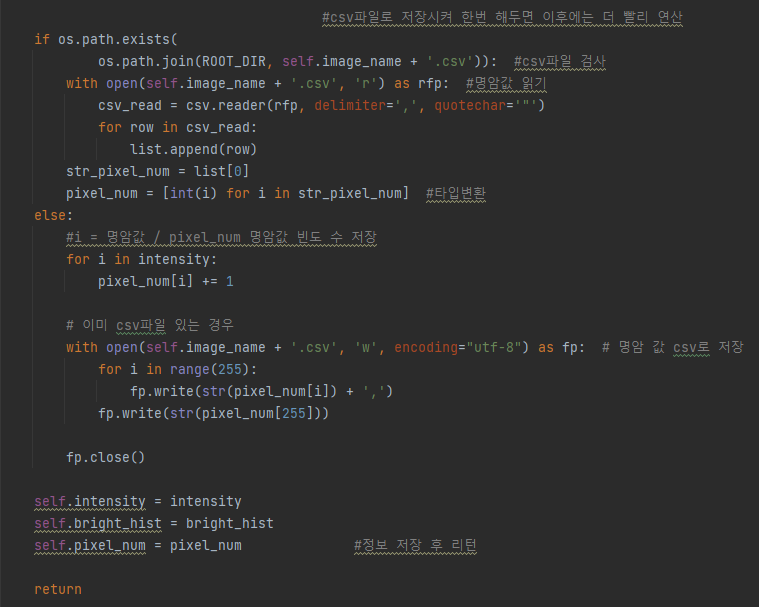 #csv파일로 저장시켜 한번 해두면 이후에는 더 빨리 연산
if os.path.exists(
os.path.join(ROOT_DIR, self.image_name + '.csv')):  #csv파일 검사
with open(self.image_name + '.csv', 'r') as rfp:  #명암값 읽기
csv_read = csv.reader(rfp, delimiter=',', quotechar='"')
for row in csv_read:
list.append(row)
str_pixel_num = list[0]
pixel_num = [int(i) for i in str_pixel_num]  #타입변환
else:
#i = 명암값 / pixel_num 명암값 빈도 수 저장
for i in intensity:
pixel_num[i] += 1
# 이미 csv파일 있는 경우
with open(self.image_name + '.csv', 'w', encoding="utf-8") as fp:  # 명암 값 csv로 저장
for i in range(255):
fp.write(str(pixel_num[i]) + ',')
fp.write(str(pixel_num[255]))
fp.close()
self.intensity = intensity
self.bright_hist = bright_hist
self.pixel_num = pixel_num  #정보 저장 후 리턴
return